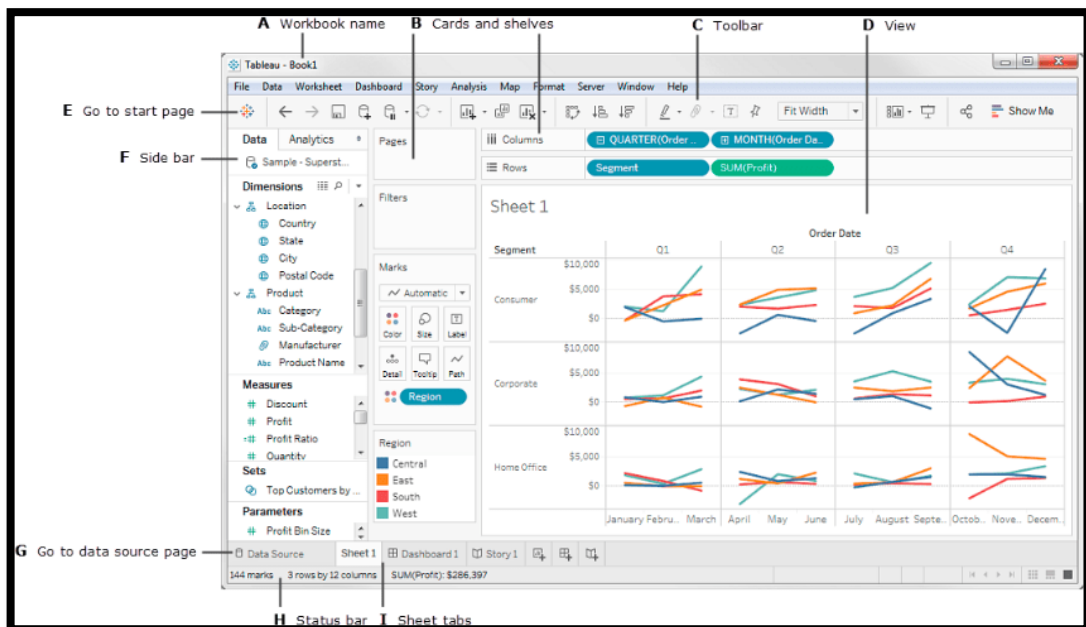 A Workbook name
B Cards and shelves
C Toolbar
D View
Tableau - Book1
File Data Worksheet Dashboard Story Analysis Map Format Server Window Help
E Go to start page
Fit Width
Show Me
Data Analytics
Pages
Columns
QUARTER(Order ..
MONTH(Order Da..
F Side bar
Sample - Superst...
Rows
Segment
SUM(Profit)
Dimensions
Location
Country
State
City
Postal Code
Product
Abc Category
Abc Sub-Category
Manufacturer
Abc Product Name
Measures
# Discount
# Profit
# Profit Ratio
# Quantity
Sets
Top Customers by ...
Parameters
# Profit Bin Size
Filters
Marks
Automatic
Color Size Label
Detail Tooltip Path
Region
Region
Central
East
South
West
Sheet 1
Order Date
Segment Q1 Q2 Q3 Q4
Consumer
$10,000
$5,000
$0
Corporate
$10,000
$5,000
$0
Home Office
$10,000
$5,000
$0
January Febru.. March April May June July August Septe.. Octob.. Nove.. Decem..
G Go to data source page
Data Source Sheet 1 Dashboard 1 Story 1
144 marks 3 rows by 12 columns SUM(Profit): $286,397
H Status bar
I Sheet tabs